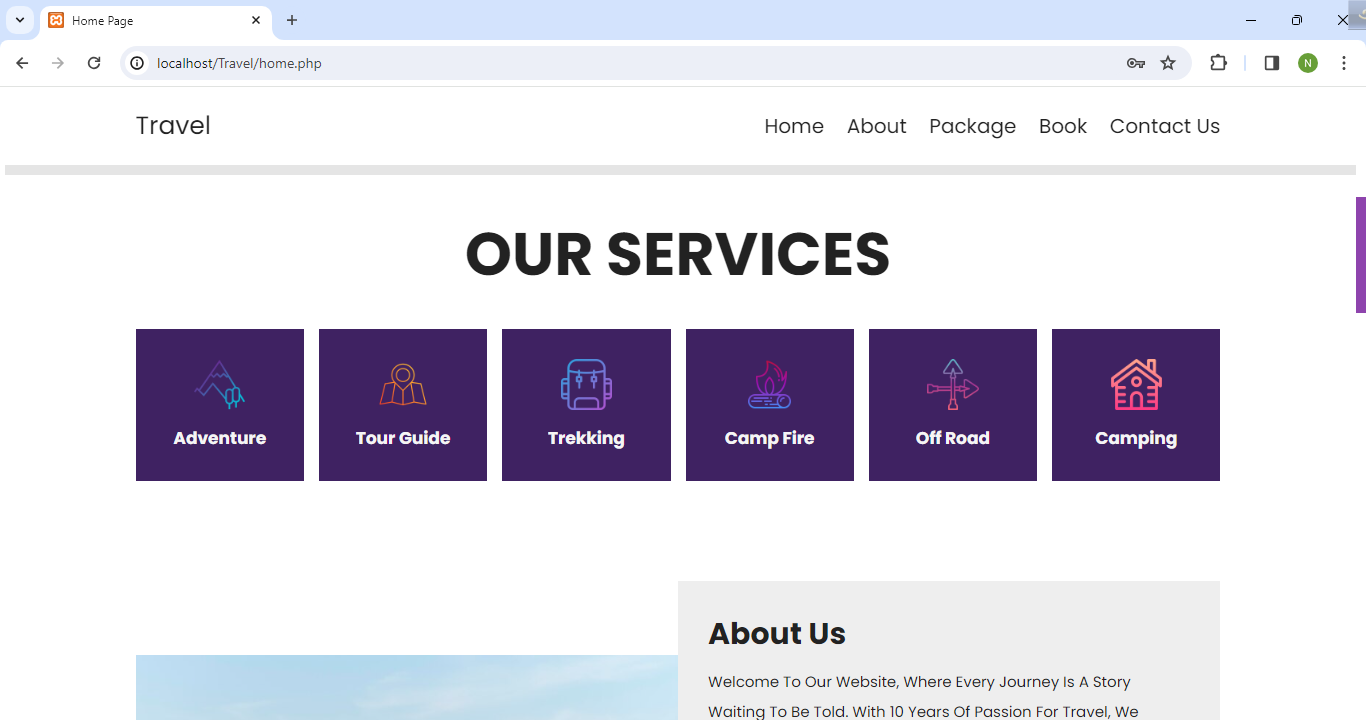 Home Page
localhost/Travel/home.php
N
Travel
Home About Package Book Contact Us
OUR SERVICES
Adventure Tour Guide Trekking Camp Fire Off Road Camping
About Us
Welcome To Our Website, Where Every Journey Is A Story
Waiting To Be Told. With 10 Years Of Passion For Travel, We